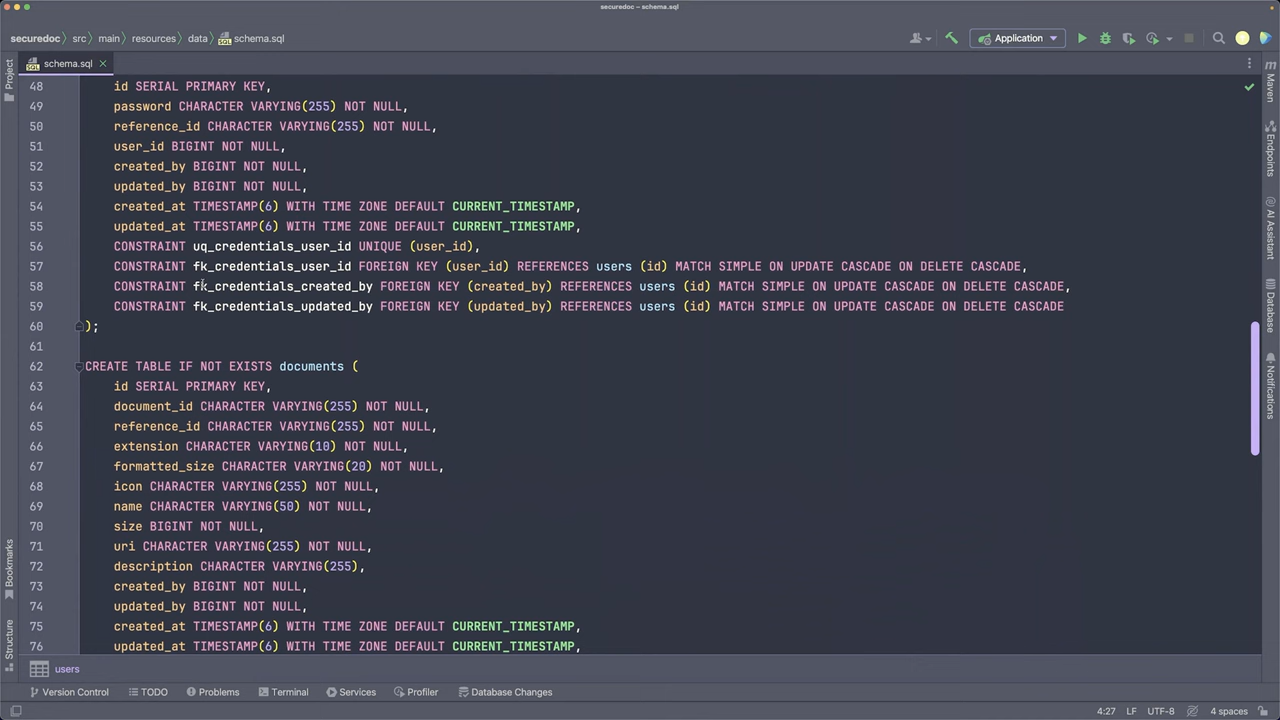 securedoc – schema.sql
securedoc src main resources data schema.sql
Application
schema.sql
48 id SERIAL PRIMARY KEY,
49 password CHARACTER VARYING(255) NOT NULL,
50 reference_id CHARACTER VARYING(255) NOT NULL,
51 user_id BIGINT NOT NULL,
52 created_by BIGINT NOT NULL,
53 updated_by BIGINT NOT NULL,
54 created_at TIMESTAMP(6) WITH TIME ZONE DEFAULT CURRENT_TIMESTAMP,
55 updated_at TIMESTAMP(6) WITH TIME ZONE DEFAULT CURRENT_TIMESTAMP,
56 CONSTRAINT uq_credentials_user_id UNIQUE (user_id),
57 CONSTRAINT fk_credentials_user_id FOREIGN KEY (user_id) REFERENCES users (id) MATCH SIMPLE ON UPDATE CASCADE ON DELETE CASCADE,
58 CONSTRAINT fk_credentials_created_by FOREIGN KEY (created_by) REFERENCES users (id) MATCH SIMPLE ON UPDATE CASCADE ON DELETE CASCADE,
59 CONSTRAINT fk_credentials_updated_by FOREIGN KEY (updated_by) REFERENCES users (id) MATCH SIMPLE ON UPDATE CASCADE ON DELETE CASCADE
60 );
61
62 CREATE TABLE IF NOT EXISTS documents (
63 id SERIAL PRIMARY KEY,
64 document_id CHARACTER VARYING(255) NOT NULL,
65 reference_id CHARACTER VARYING(255) NOT NULL,
66 extension CHARACTER VARYING(10) NOT NULL,
67 formatted_size CHARACTER VARYING(20) NOT NULL,
68 icon CHARACTER VARYING(255) NOT NULL,
69 name CHARACTER VARYING(50) NOT NULL,
70 size BIGINT NOT NULL,
71 uri CHARACTER VARYING(255) NOT NULL,
72 description CHARACTER VARYING(255),
73 created_by BIGINT NOT NULL,
74 updated_by BIGINT NOT NULL,
75 created_at TIMESTAMP(6) WITH TIME ZONE DEFAULT CURRENT_TIMESTAMP,
76 updated_at TIMESTAMP(6) WITH TIME ZONE DEFAULT CURRENT_TIMESTAMP,
users
Project
Bookmarks
Structure
Maven
Endpoints
AI Assistant
Database
Notifications
Version Control TODO Problems Terminal Services Profiler Database Changes
4:27 LF UTF-8 4 spaces